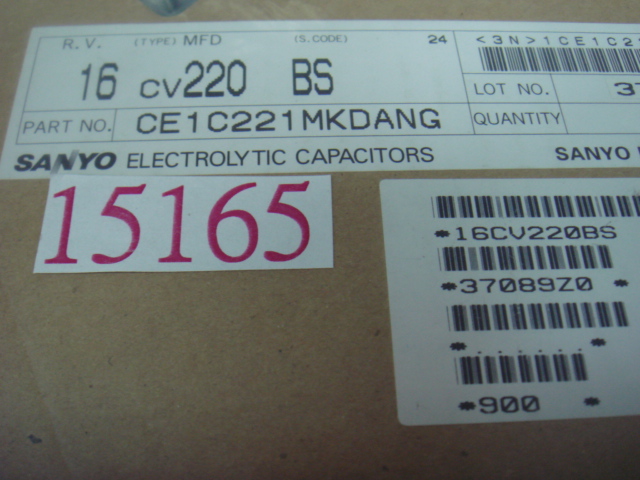 R.V. (TYPE) MFD (S.CODE) 24
16 CV220 BS
PART NO. CE1C221MKDANG
SANYO ELECTROLYTIC CAPACITORS
<3N>1CE1C2
LOT NO. 37
QUANTITY
SANYO
15165
*16CV220BS
*37089Z0 *
*.......*
*900 *